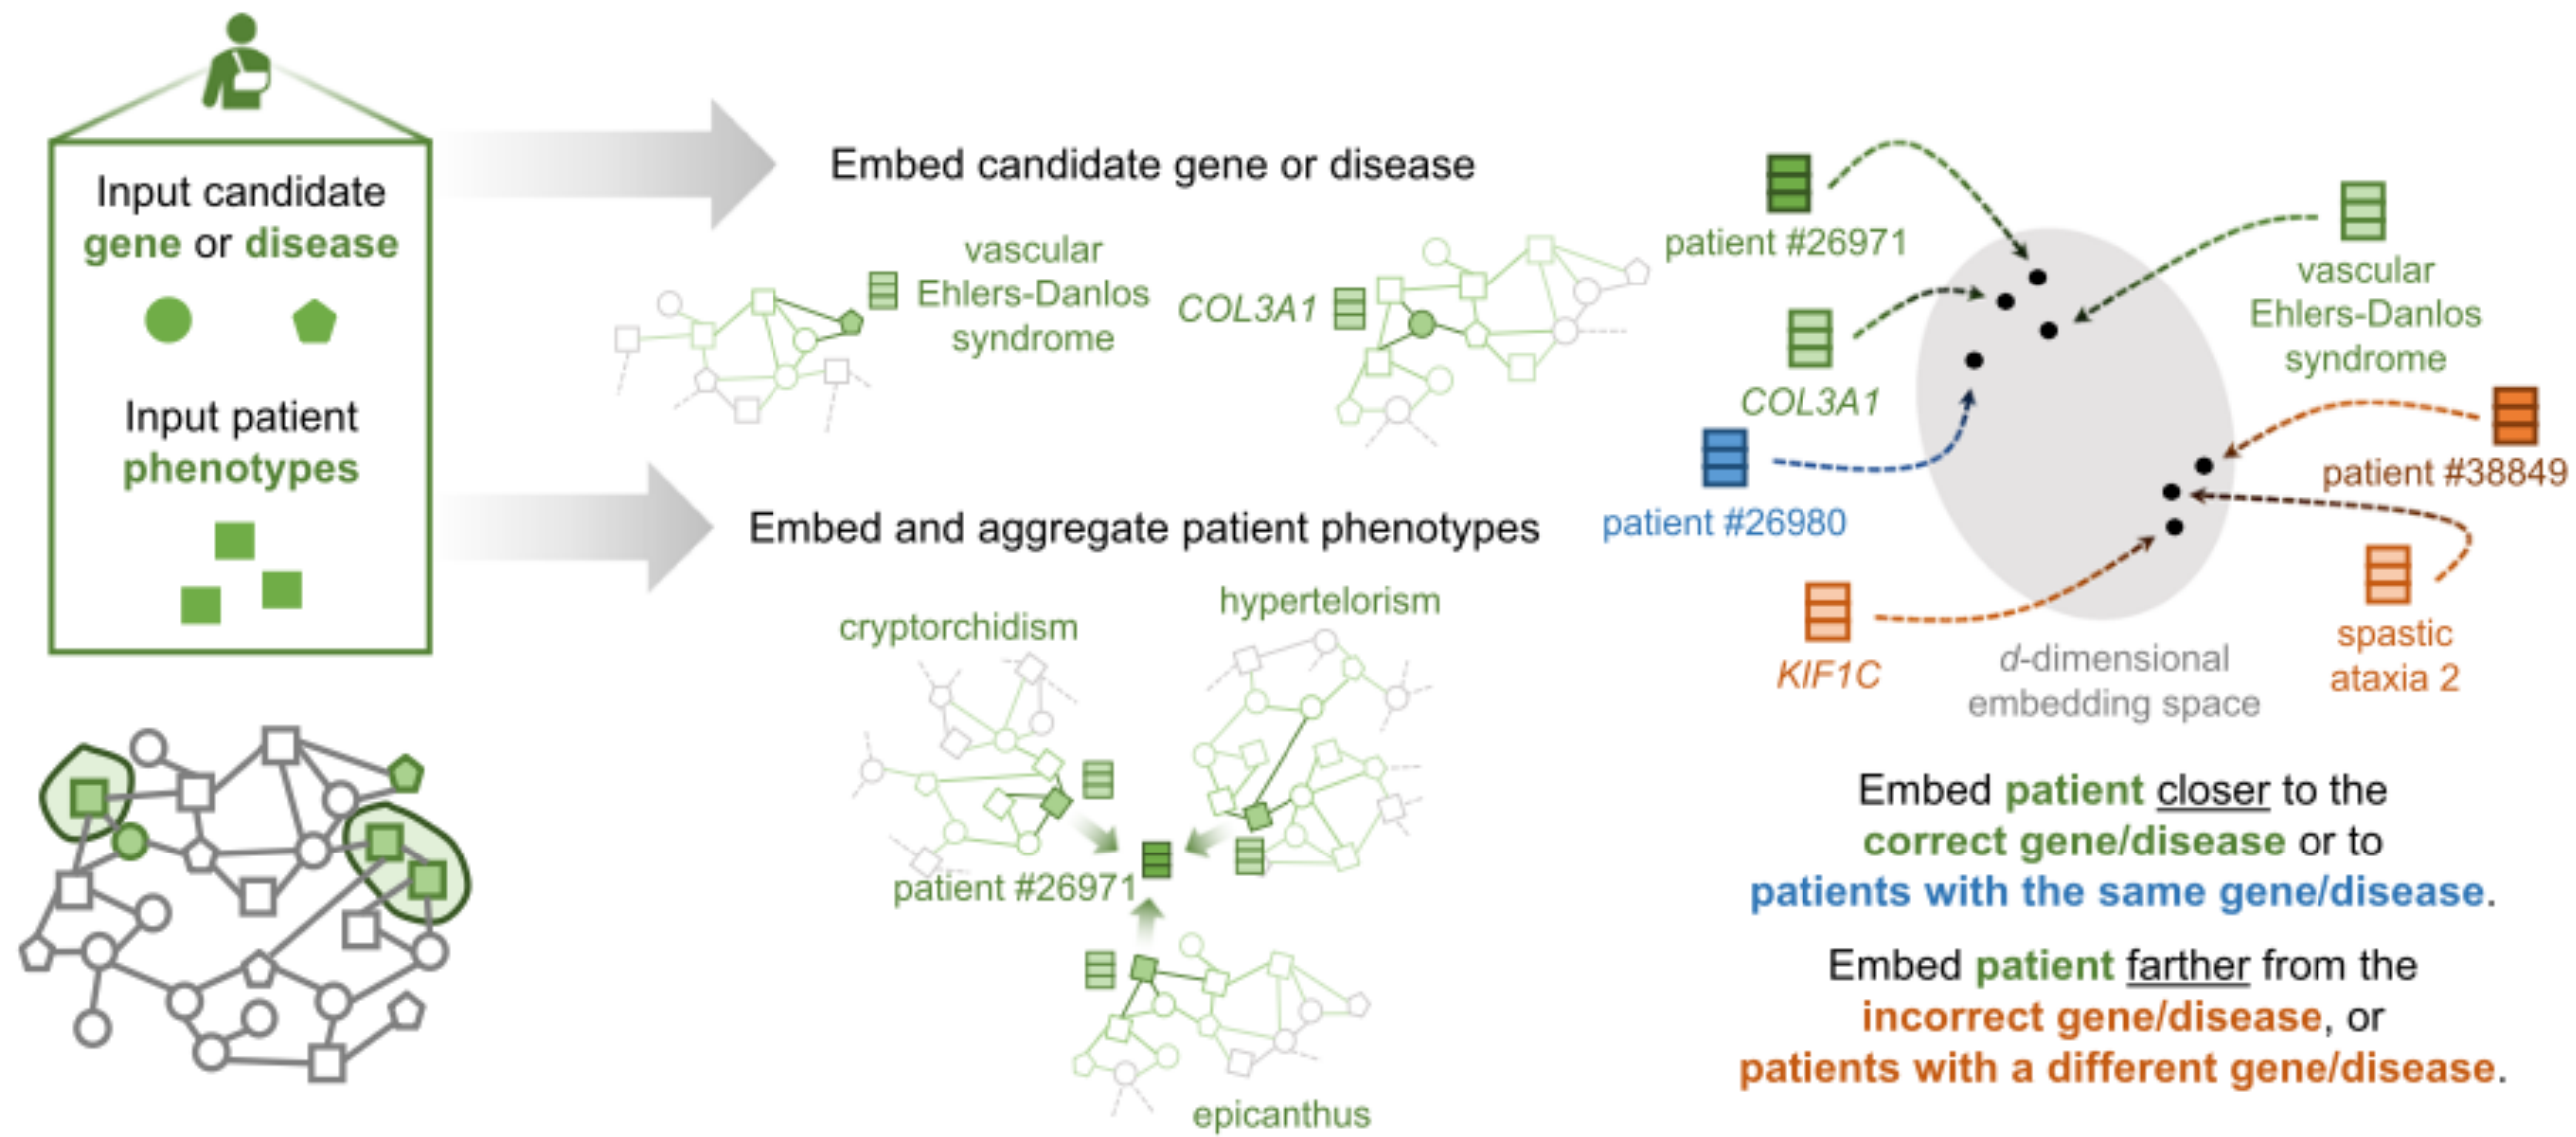 Input candidate
gene or disease
Input patient
phenotypes
Embed candidate gene or disease
vascular
Ehlers-Danlos
syndrome
COL3A1
Embed and aggregate patient phenotypes
cryptorchidism
hypertelorism
patient #26971
epicanthus
patient #26971
vascular
Ehlers-Danlos
syndrome
COL3A1
patient #26980
patient #38849
KIF1C
spastic
ataxia 2
d-dimensional
embedding space
Embed patient closer to the
correct gene/disease or to
patients with the same gene/disease.
Embed patient farther from the
incorrect gene/disease, or
patients with a different gene/disease.